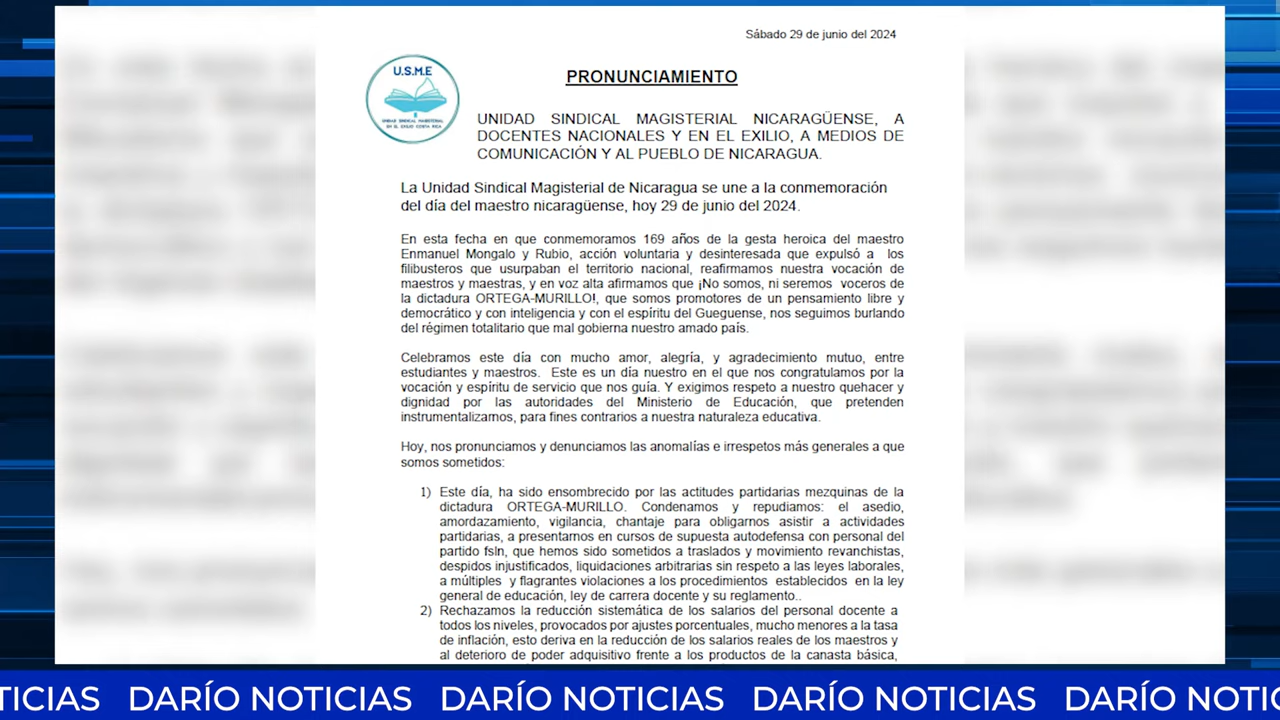 Sábado 29 de junio del 2024
U.S.M.E
UNIDAD SINDICAL MAGISTERIAL
EN EL EXILIO COSTA RICA
PRONUNCIAMIENTO
UNIDAD SINDICAL MAGISTERIAL NICARAGÜENSE, A
DOCENTES NACIONALES Y EN EL EXILIO, A MEDIOS DE
COMUNICACIÓN Y AL PUEBLO DE NICARAGUA.
La Unidad Sindical Magisterial de Nicaragua se une a la conmemoración
del día del maestro nicaragüense, hoy 29 de junio del 2024.
En esta fecha en que conmemoramos 169 años de la gesta heroica del maestro
Enmanuel Mongalo y Rubio, acción voluntaria y desinteresada que expulsó a los
filibusteros que usurpaban el territorio nacional, reafirmamos nuestra vocación de
maestros y maestras, y en voz alta afirmamos que ¡No somos, ni seremos voceros de
la dictadura ORTEGA-MURILLO!, que somos promotores de un pensamiento libre y
democrático y con inteligencia y con el espíritu del Gueguense, nos seguimos burlando
del régimen totalitario que mal gobierna nuestro amado país.
Celebramos este día con mucho amor, alegría, y agradecimiento mutuo, entre
estudiantes y maestros. Este es un día nuestro en el que nos congratulamos por la
vocación y espíritu de servicio que nos guía. Y exigimos respeto a nuestro quehacer y
dignidad por las autoridades del Ministerio de Educación, que pretenden
instrumentalizarnos, para fines contrarios a nuestra naturaleza educativa.
Hoy, nos pronunciamos y denunciamos las anomalías e irrespetos más generales a que
somos sometidos:
1) Este día, ha sido ensombrecido por las actitudes partidarias mezquinas de la
dictadura ORTEGA-MURILLO. Condenamos y repudiamos: el asedio,
amordazamiento, vigilancia, chantaje para obligarnos asistir a actividades
partidarias, a presentarnos en cursos de supuesta autodefensa con personal del
partido fsln, que hemos sido sometidos a traslados y movimiento revanchistas,
despidos injustificados, liquidaciones arbitrarias sin respeto a las leyes laborales,
a múltiples y flagrantes violaciones a los procedimientos establecidos en la ley
general de educación, ley de carrera docente y su reglamento..
2) Rechazamos la reducción sistemática de los salarios del personal docente a
todos los niveles, provocados por ajustes porcentuales, mucho menores a la tasa
de inflación, esto deriva en la reducción de los salarios reales de los maestros y
al deterioro de poder adquisitivo frente a los productos de la canasta básica,
TICIAS DARÍO NOTICIAS DARÍO NOTICIAS DARÍO NOTICIAS DARÍO NOTIC